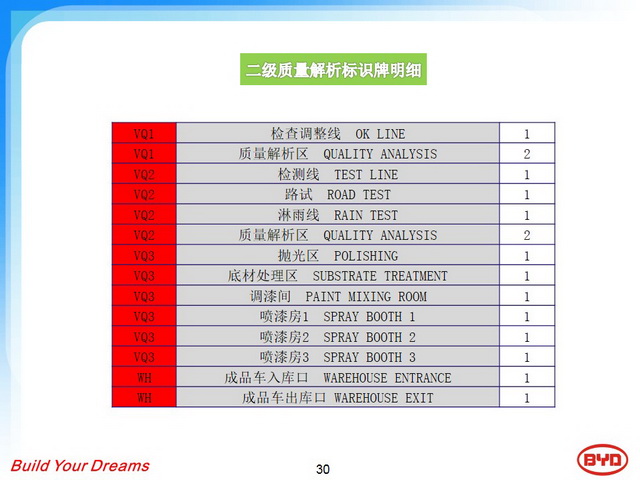 二级质量解析标识牌明细
VQ1 检查调整线 OK LINE 1
VQ1 质量解析区 QUALITY ANALYSIS 2
VQ2 检测线 TEST LINE 1
VQ2 路试 ROAD TEST 1
VQ2 淋雨线 RAIN TEST 1
VQ2 质量解析区 QUALITY ANALYSIS 2
VQ3 抛光区 POLISHING 1
VQ3 底材处理区 SUBSTRATE TREATMENT 1
VQ3 调漆间 PAINT MIXING ROOM 1
VQ3 喷漆房1 SPRAY BOOTH 1 1
VQ3 喷漆房2 SPRAY BOOTH 2 1
VQ3 喷漆房3 SPRAY BOOTH 3 1
WH 成品车入库口 WAREHOUSE ENTRANCE 1
WH 成品车出库口 WAREHOUSE EXIT 1
Build Your Dreams
30
BYD